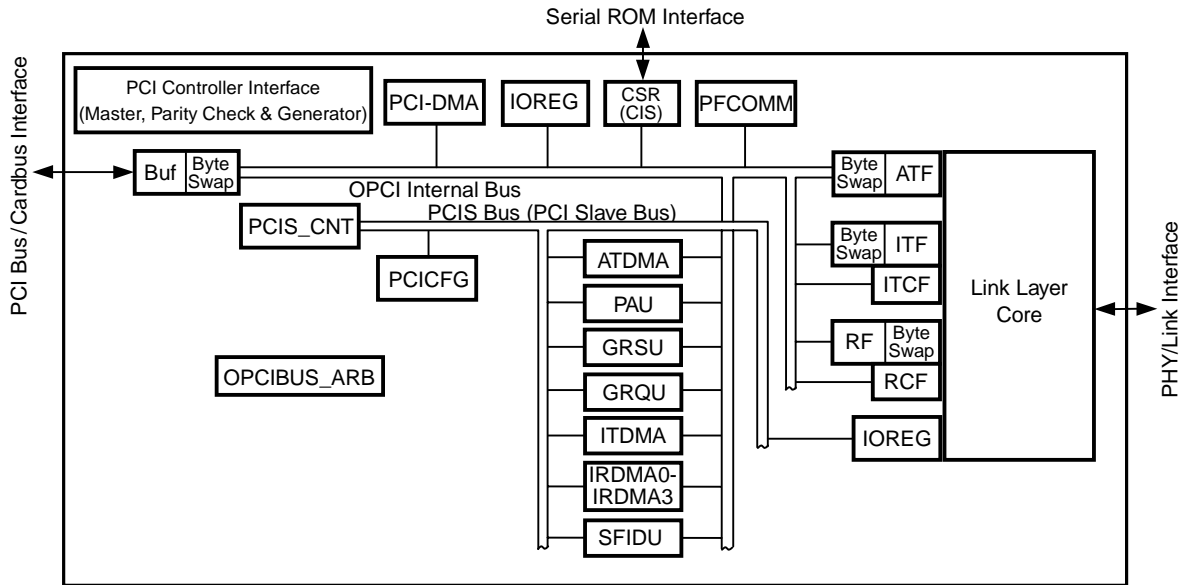 Serial ROM Interface
PCI Bus / Cardbus Interface
PCI Controller Interface
(Master, Parity Check & Generator)
PCI-DMA
IOREG
CSR
(CIS)
PFCOMM
Buf
Byte
Swap
OPCI Internal Bus
PCIS Bus (PCI Slave Bus)
PCIS_CNT
PCICFG
OPCIBUS_ARB
ATDMA
PAU
GRSU
GRQU
ITDMA
IRDMA0-
IRDMA3
SFIDU
Byte
Swap
ATF
Byte
Swap
ITF
ITCF
RF
Byte
Swap
RCF
IOREG
Link Layer
Core
PHY/Link Interface